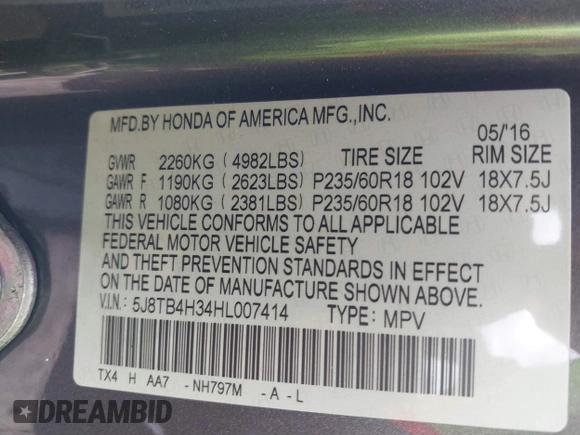 MFD.BY HONDA OF AMERICA MFG.,INC.
05/'16
GVWR 2260KG (4982LBS) TIRE SIZE RIM SIZE
GAWR F 1190KG (2623LBS) P235/60R18 102V 18X7.5J
GAWR R 1080KG (2381LBS) P235/60R18 102V 18X7.5J
THIS VEHICLE CONFORMS TO ALL APPLICABLE
FEDERAL MOTOR VEHICLE SAFETY
AND THEFT PREVENTION STANDARDS IN EFFECT
ON THE DATE OF MANUFACTURE SHOWN ABOVE.
V.I.N.: 5J8TB4H34HL007414 TYPE: MPV
TX4 H AA7 -NH797M -A-L
DREAMBID